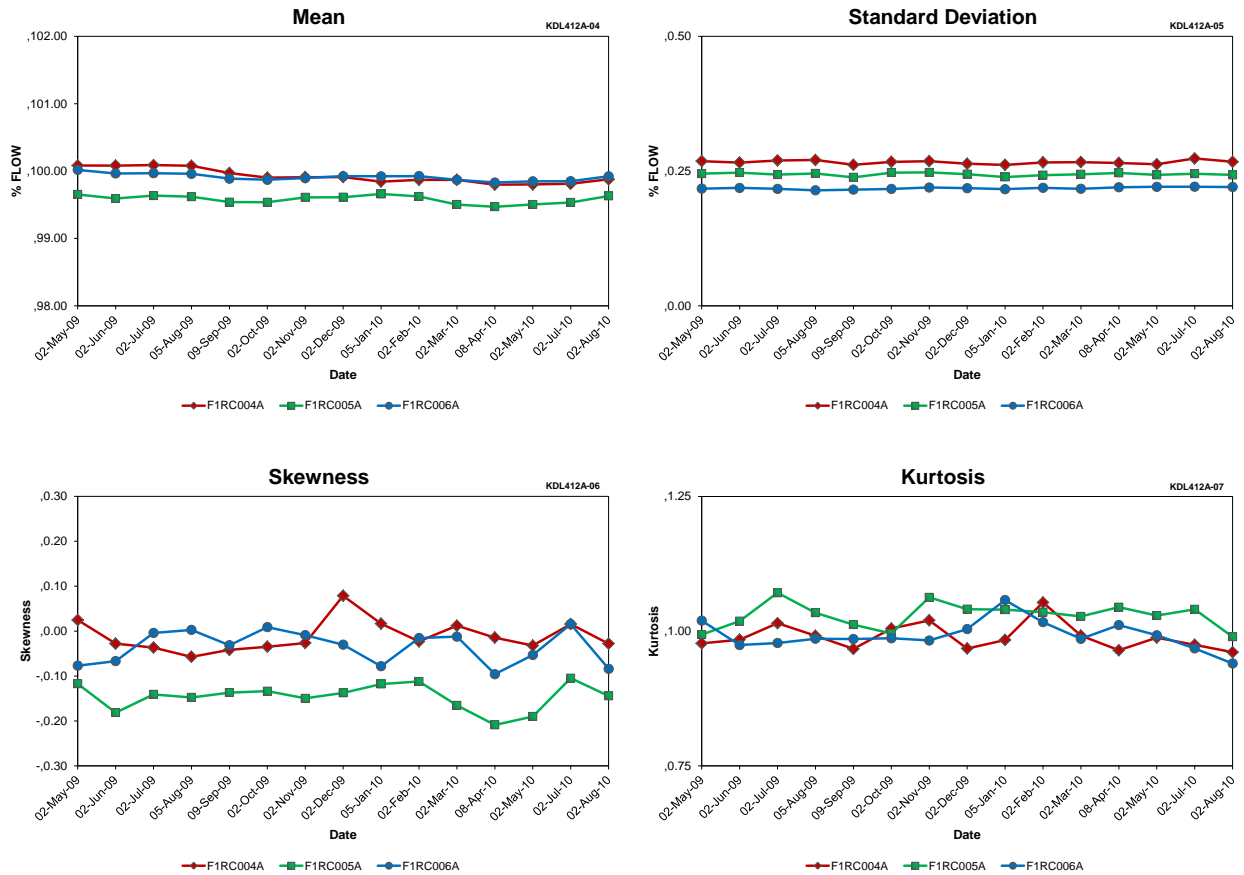 Mean
KDL412A-04
,102.00
,101.00
,100.00
,99.00
,98.00
% FLOW
02-May-09
02-Jun-09
02-Jul-09
05-Aug-09
09-Sep-09
02-Oct-09
02-Nov-09
02-Dec-09
05-Jan-10
02-Feb-10
02-Mar-10
08-Apr-10
02-May-10
02-Jul-10
02-Aug-10
Date
F1RC004A F1RC005A F1RC006A
Standard Deviation
KDL412A-05
,0.50
,0.25
,0.00
% FLOW
02-May-09
02-Jun-09
02-Jul-09
05-Aug-09
09-Sep-09
02-Oct-09
02-Nov-09
02-Dec-09
05-Jan-10
02-Feb-10
02-Mar-10
08-Apr-10
02-May-10
02-Jul-10
02-Aug-10
Date
F1RC004A F1RC005A F1RC006A
Skewness
KDL412A-06
,0.30
,0.10
,0.00
-,0.10
-,0.20
-,0.30
Skewness
02-May-09
02-Jun-09
02-Jul-09
05-Aug-09
09-Sep-09
02-Oct-09
02-Nov-09
02-Dec-09
05-Jan-10
02-Feb-10
02-Mar-10
08-Apr-10
02-May-10
02-Jul-10
02-Aug-10
Date
F1RC004A F1RC005A F1RC006A
Kurtosis
KDL412A-07
,1.25
,1.00
,0.75
Kurtosis
02-May-09
02-Jun-09
02-Jul-09
05-Aug-09
09-Sep-09
02-Oct-09
02-Nov-09
02-Dec-09
05-Jan-10
02-Feb-10
02-Mar-10
08-Apr-10
02-May-10
02-Jul-10
02-Aug-10
Date
F1RC004A F1RC005A F1RC006A